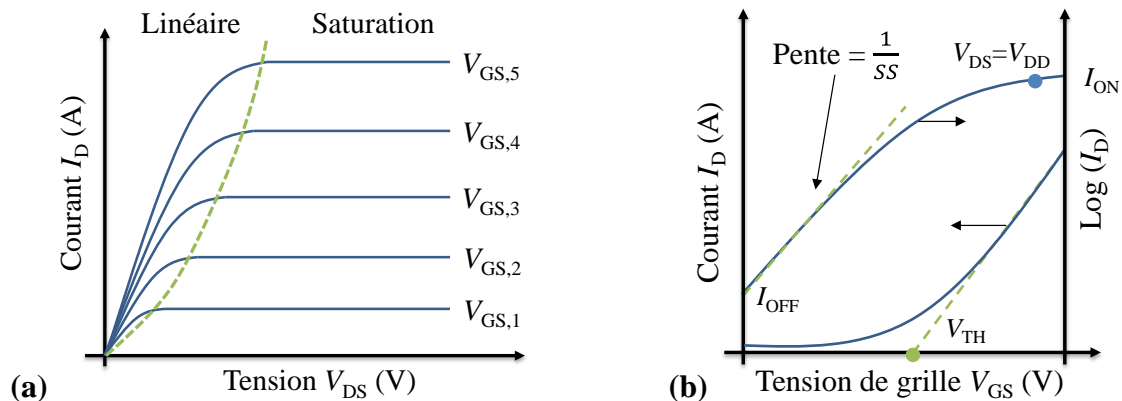 Linéaire Saturation
Courant I_D (A)
V_GS,5
V_GS,4
V_GS,3
V_GS,2
V_GS,1
Tension V_DS (V)
(a)
Pente = 1/SS
V_DS=V_DD
I_ON
Courant I_D (A)
Log (I_D)
I_OFF
V_TH
Tension de grille V_GS (V)
(b)